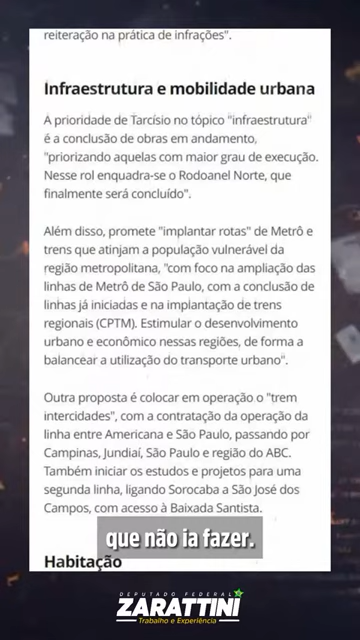 reiteração na prática de infrações".
Infraestrutura e mobilidade urbana
A prioridade de Tarcísio no tópico "infraestrutura"
é a conclusão de obras em andamento,
"priorizando aquelas com maior grau de execução.
Nesse rol enquadra-se o Rodoanel Norte, que
finalmente será concluído".
Além disso, promete "implantar rotas" de Metrô e
trens que atinjam a população vulnerável da
região metropolitana, "com foco na ampliação das
linhas de Metrô de São Paulo, com a conclusão de
linhas já iniciadas e na implantação de trens
regionais (CPTM). Estimular o desenvolvimento
urbano e econômico nessas regiões, de forma a
balancear a utilização do transporte urbano".
Outra proposta é colocar em operação o "trem
intercidades", com a contratação da operação da
linha entre Americana e São Paulo, passando por
Campinas, Jundiaí, São Paulo e região do ABC.
Também iniciar os estudos e projetos para uma
segunda linha, ligando Sorocaba a São José dos
Campos, com acesso à Baixada Santista.
que não ia fazer.
Habitação
DEPUTADO FEDERAL
ZARATTINI
Trabalho e Experiência